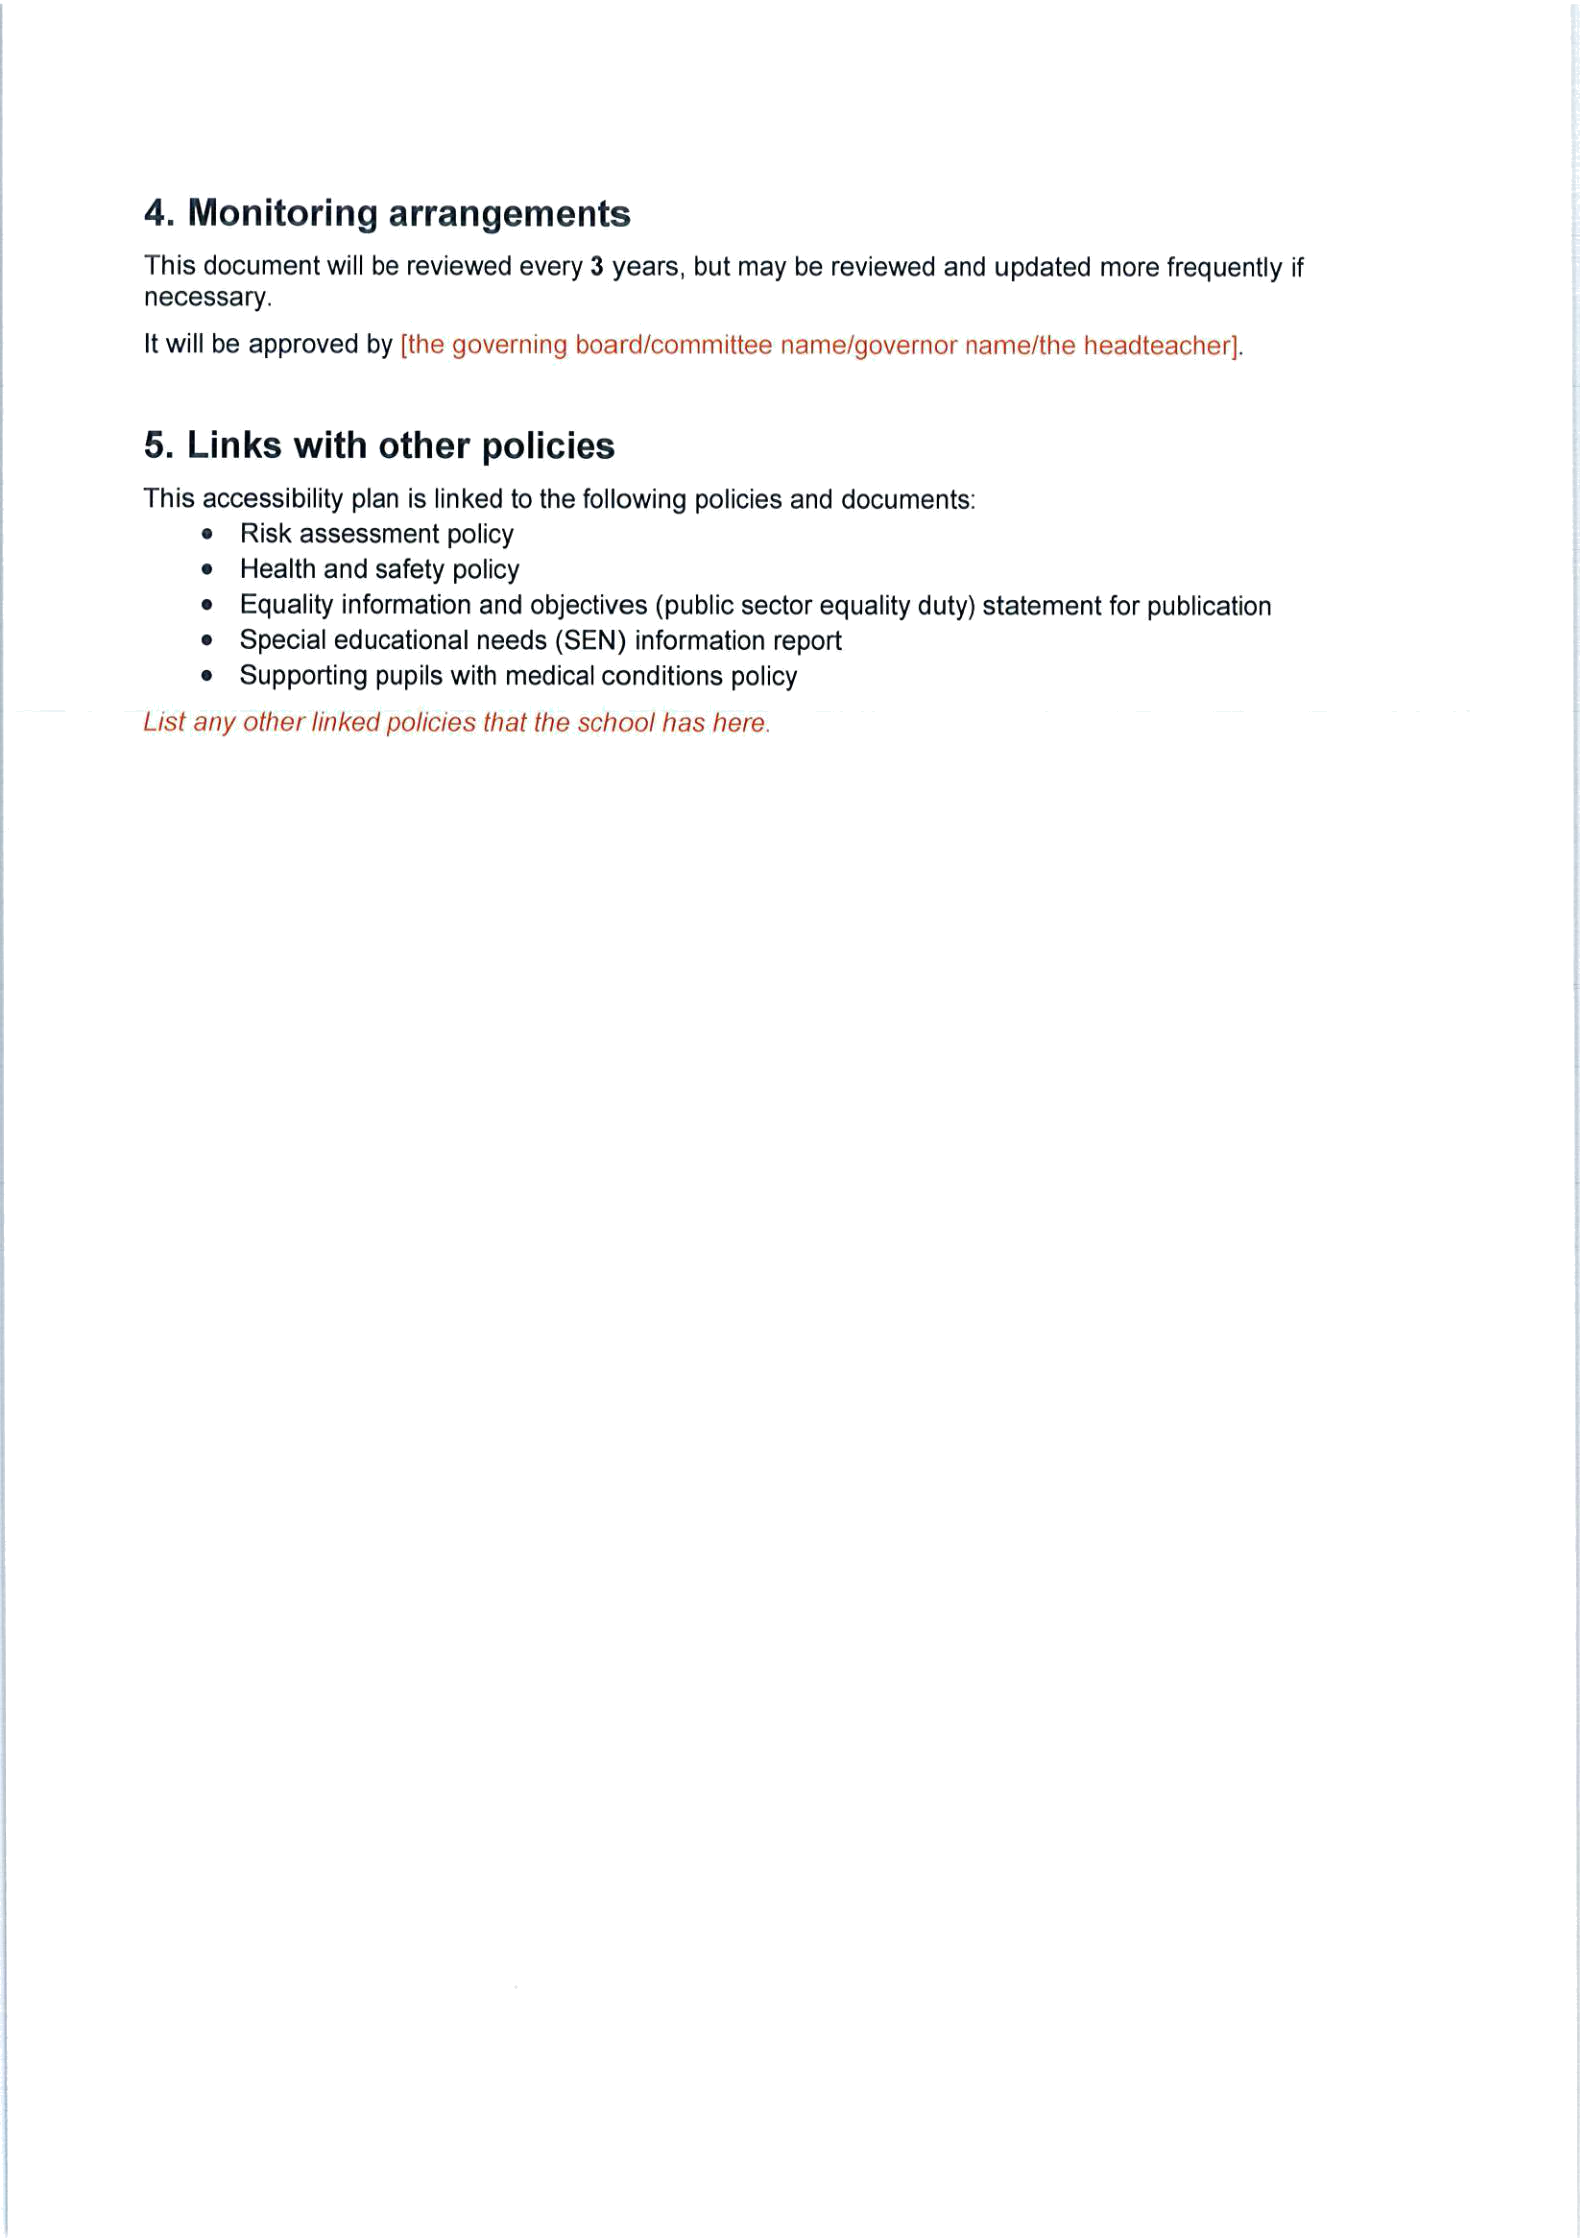 4. Monitoring arrangements
This document will be reviewed every 3 years, but may be reviewed and updated more frequently if
necessary.
It will be approved by [the governing board/committee name/governor name/the headteacher].
5. Links with other policies
This accessibility plan is linked to the following policies and documents:
• Risk assessment policy
• Health and safety policy
• Equality information and objectives (public sector equality duty) statement for publication
• Special educational needs (SEN) information report
• Supporting pupils with medical conditions policy
List any other linked policies that the school has here.